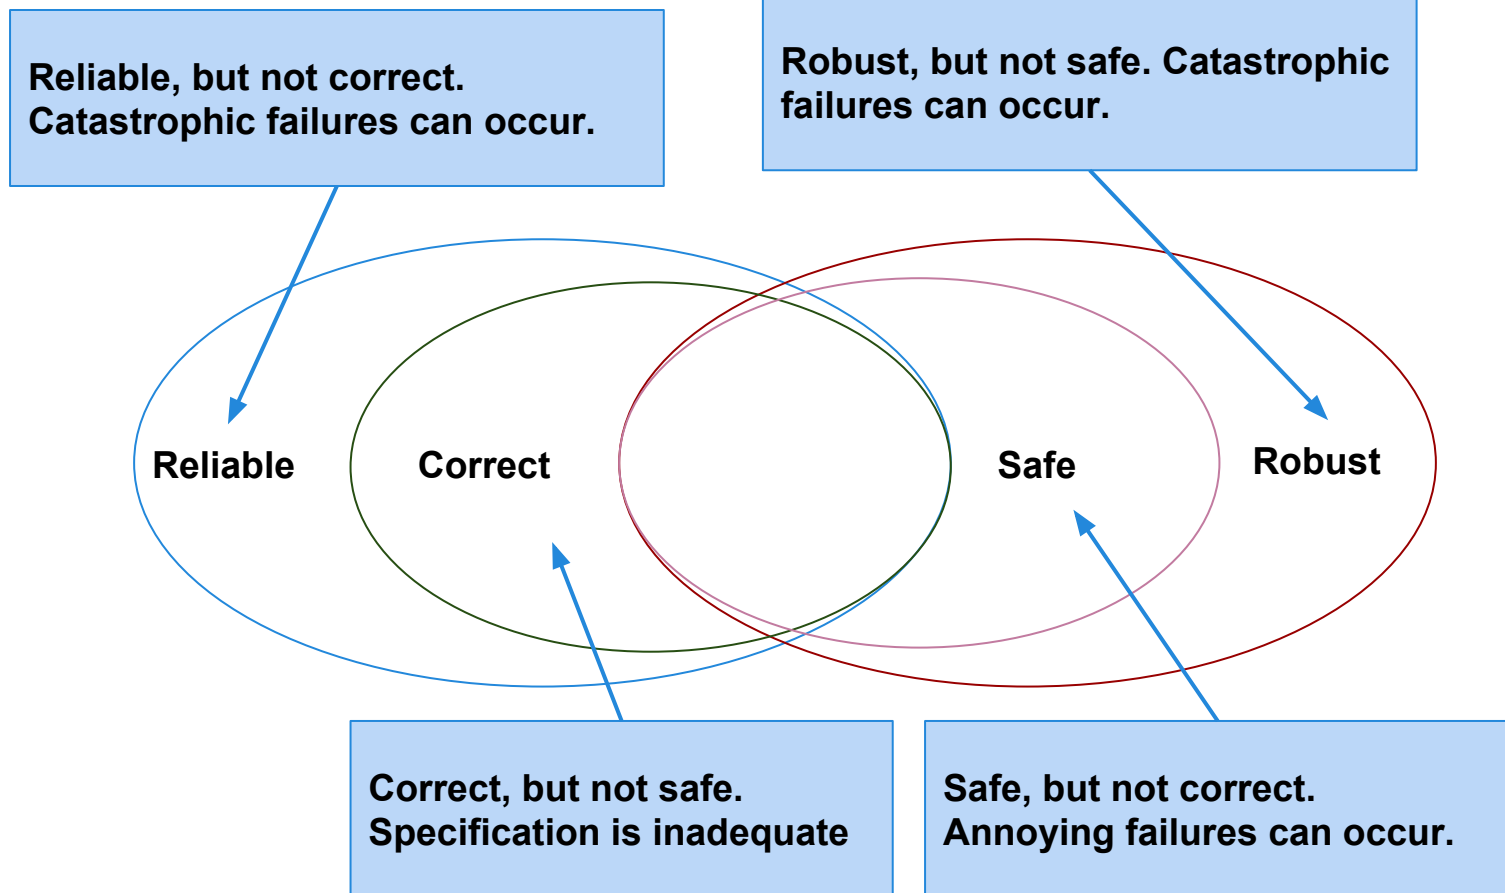 Reliable, but not correct.
Catastrophic failures can occur.
Robust, but not safe. Catastrophic
failures can occur.
Reliable
Correct
Safe
Robust
Correct, but not safe.
Specification is inadequate
Safe, but not correct.
Annoying failures can occur.